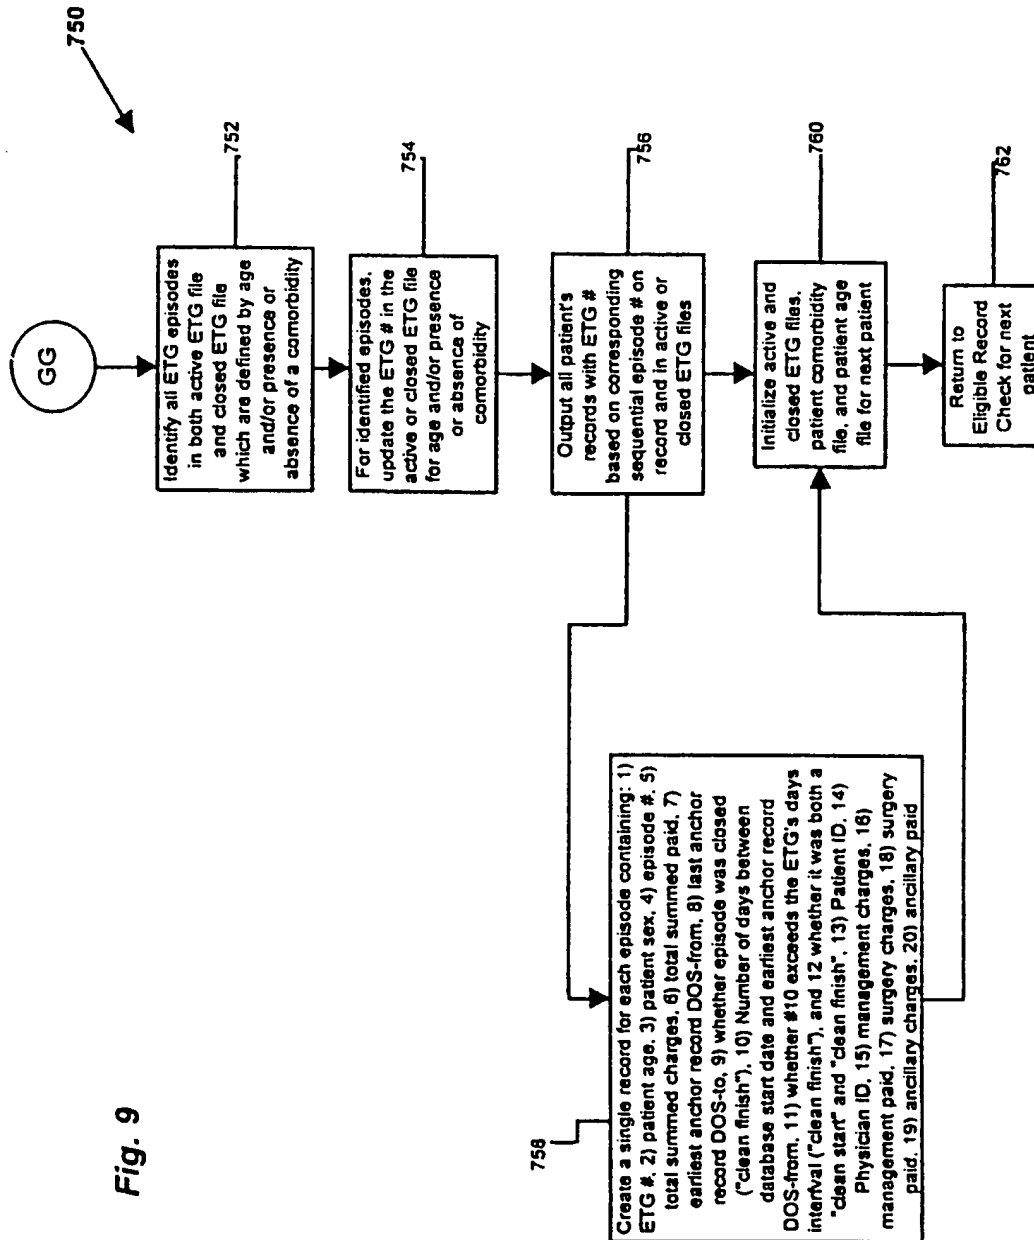 Fig. 9
750
GG
Identify all ETG episodes
in both active ETG file
and closed ETG file
which are defined by age
and/or presence or
absence of a comorbidity
752
For identified episodes,
update the ETG # in the
active or closed ETG file
for age and/or presence
or absence of
comorbidity
754
Output all patient's
records with ETG #
based on corresponding
sequential episode # on
record and in active or
closed ETG files
756
758
Create a single record for each episode containing: 1)
ETG #, 2) patient age, 3) patient sex, 4) episode #, 5)
total summed charges, 6) total summed paid, 7)
earliest anchor record DOS-from, 8) last anchor
record DOS-to, 9) whether episode was closed
("clean finish"), 10) Number of days between
database start date and earliest anchor record
DOS-from, 11) whether #10 exceeds the ETG's days
interval ("clean finish"), and 12 whether it was both a
"clean start" and "clean finish", 13) Patient ID, 14)
Physician ID, 15) management charges, 16)
management paid, 17) surgery charges, 18) surgery
paid, 19) ancillary charges, 20) ancillary paid
Initialize active and
closed ETG files,
patient comorbidity
file, and patient age
file for next patient
760
Return to
Eligible Record
Check for next
patient
762